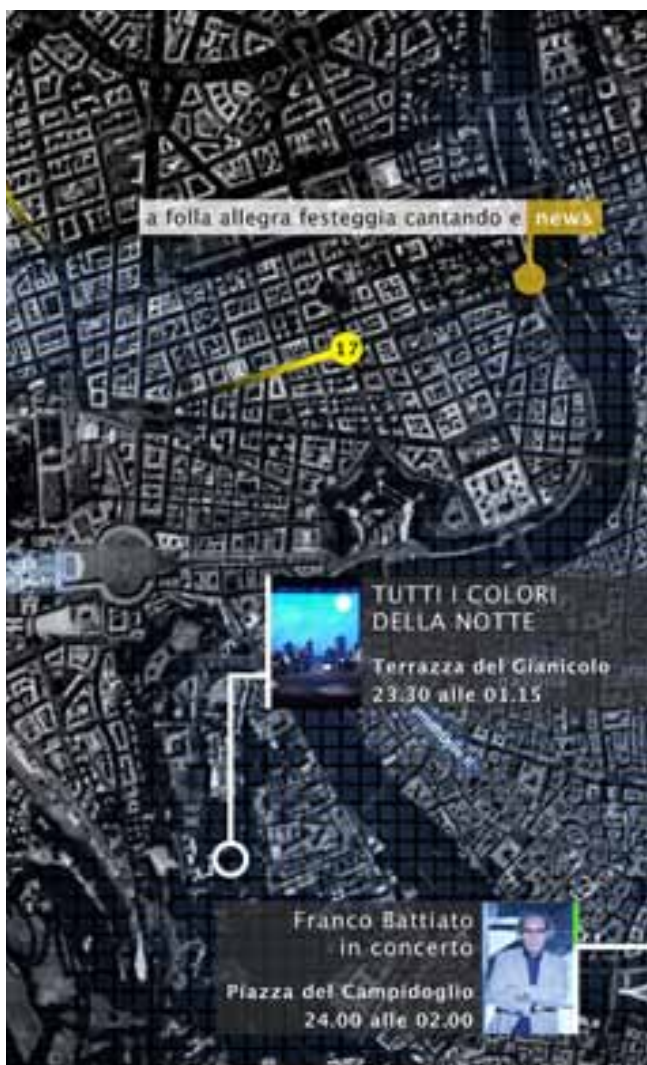 a folla allegra festeggia cantando e news
17
TUTTI I COLORI
DELLA NOTTE
Terrazza del Gianicolo
23.30 alle 01.15
Franco Battiato
in concerto
Piazza del Campidoglio
24.00 alle 02.00